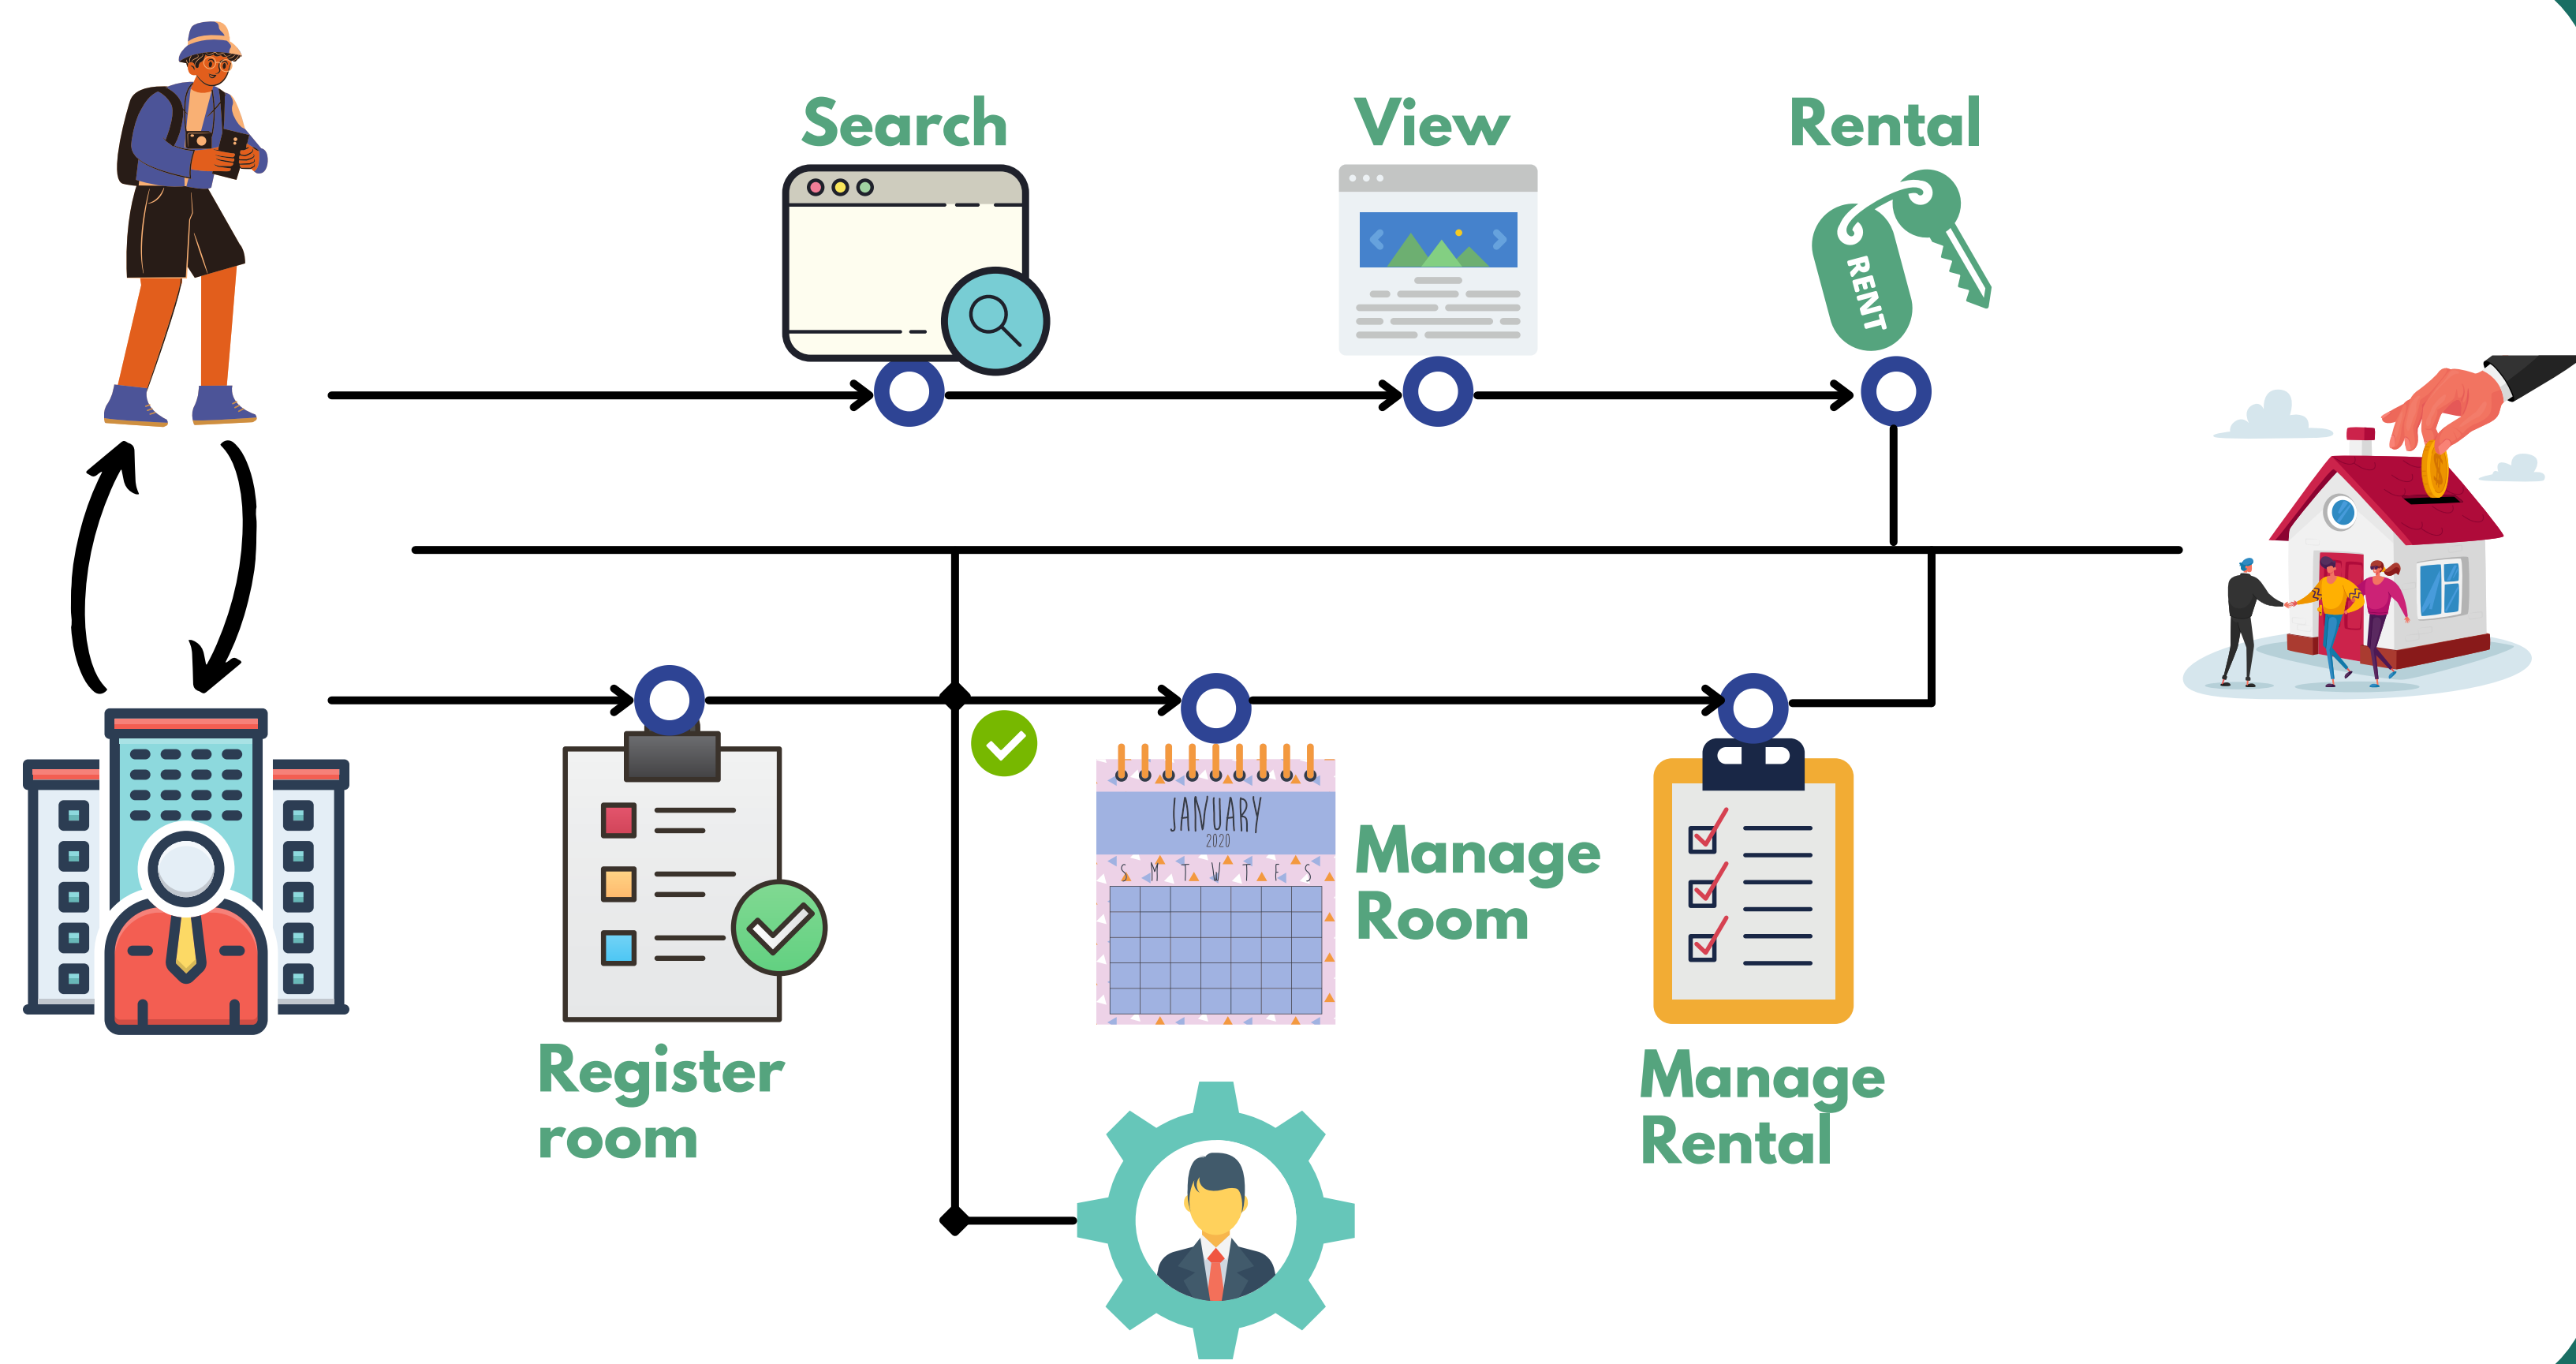 Search
View
Rental
RENT
JANUARY
2020
S M T W T F S
Manage
Room
Register
room
Manage
Rental